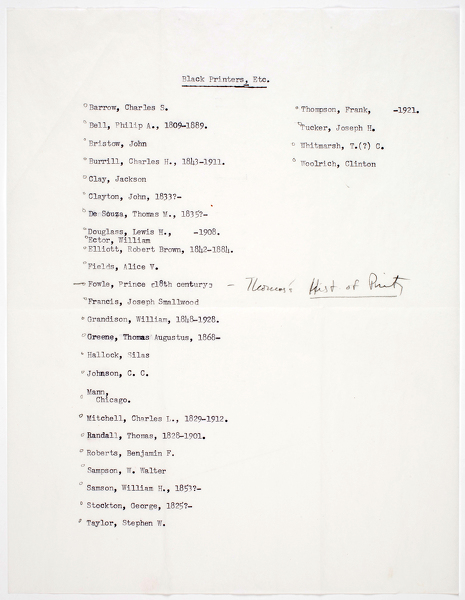 Black Printers, Etc.
Barrow, Charles S.
Bell, Philip A., 1809-1889.
Bristow, John
Burrill, Charles H., 1843-1911.
Clay, Jackson
Clayton, John, 1833?-
De Souza, Thomas M., 1835?-
Douglass, Lewis H., -1908.
Ector, William
Elliott, Robert Brown, 1842-1884.
Fields, Alice V.
Fowle, Prince (18th century) - Thomas's Hist of Printg
Francis, Joseph Smallwood
Grandison, William, 1848-1928.
Greene, Thomas Augustus, 1868-
Hallock, Silas
Johnson, C. C.
Mann,
Chicago.
Mitchell, Charles L., 1829-1912.
Randall, Thomas, 1828-1901.
Roberts, Benjamin F.
Sampson, W. Walter
Samson, William H., 1853?-
Stockton, George, 1825?-
Taylor, Stephen W.
Thompson, Frank, -1921.
Tucker, Joseph H.
Whitmarsh, T.(?) C.
Woolrich, Clinton